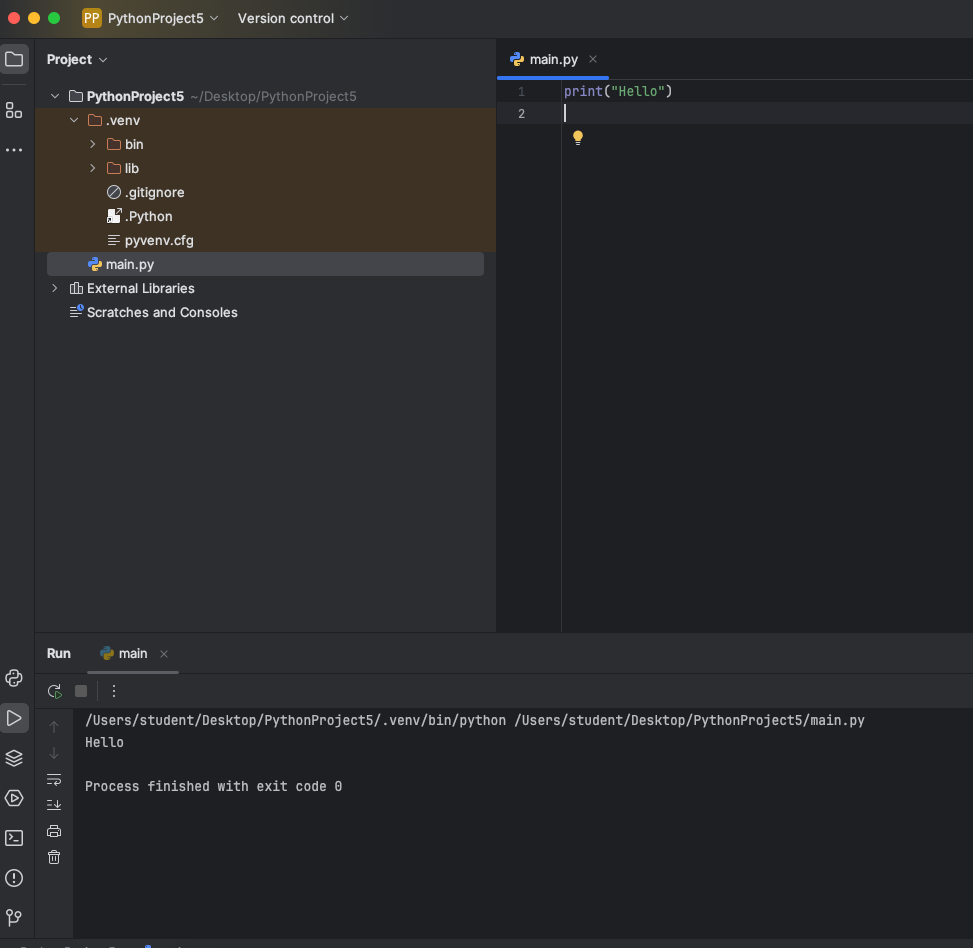 PP PythonProject5 Version control
Project
PythonProject5 ~/Desktop/PythonProject5
.venv
bin
lib
.gitignore
.Python
pyvenv.cfg
main.py
External Libraries
Scratches and Consoles
main.py
1 print("Hello")
2
Run main
/Users/student/Desktop/PythonProject5/.venv/bin/python /Users/student/Desktop/PythonProject5/main.py
Hello
Process finished with exit code 0